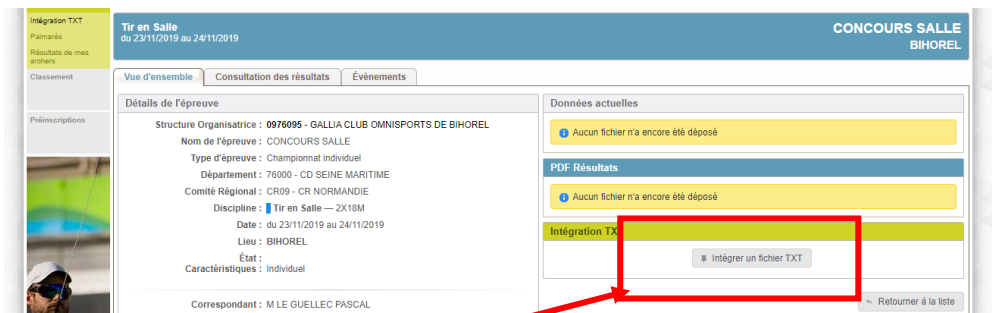 Intégration TXT
Palmarès
Résultats de mes
archers
Classement
Préinscriptions
Tir en Salle
du 23/11/2019 au 24/11/2019
CONCOURS SALLE
BIHOREL
Vue d'ensemble
Consultation des résultats
Évènements
Détails de l'épreuve
Structure Organisatrice : 0976095 - GALLIA CLUB OMNISPORTS DE BIHOREL
Nom de l'épreuve : CONCOURS SALLE
Type d'épreuve : Championnat individuel
Département : 76000 - CD SEINE MARITIME
Comité Régional : CR09 - CR NORMANDIE
Discipline : Tir en Salle — 2X18M
Date : du 23/11/2019 au 24/11/2019
Lieu : BIHOREL
État :
Caractéristiques : Individuel
Correspondant : M LE GUELLEC PASCAL
Données actuelles
Aucun fichier n'a encore été déposé
PDF Résultats
Aucun fichier n'a encore été déposé
Intégration TX
Intégrer un fichier TXT
Retourner à la liste